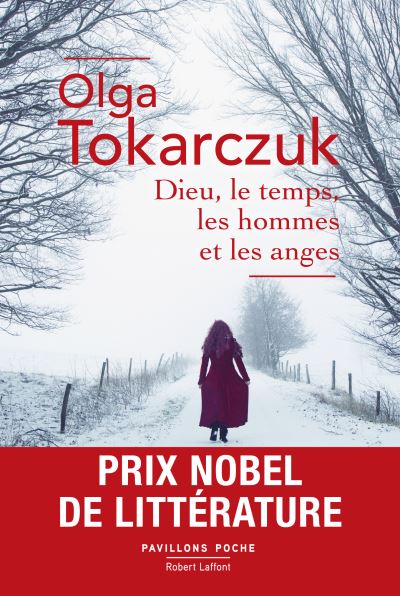 Olga
Tokarczuk
Dieu, le temps,
les hommes
et les anges
PRIX NOBEL
DE LITTÉRATURE
PAVILLONS POCHE
Robert Laffont